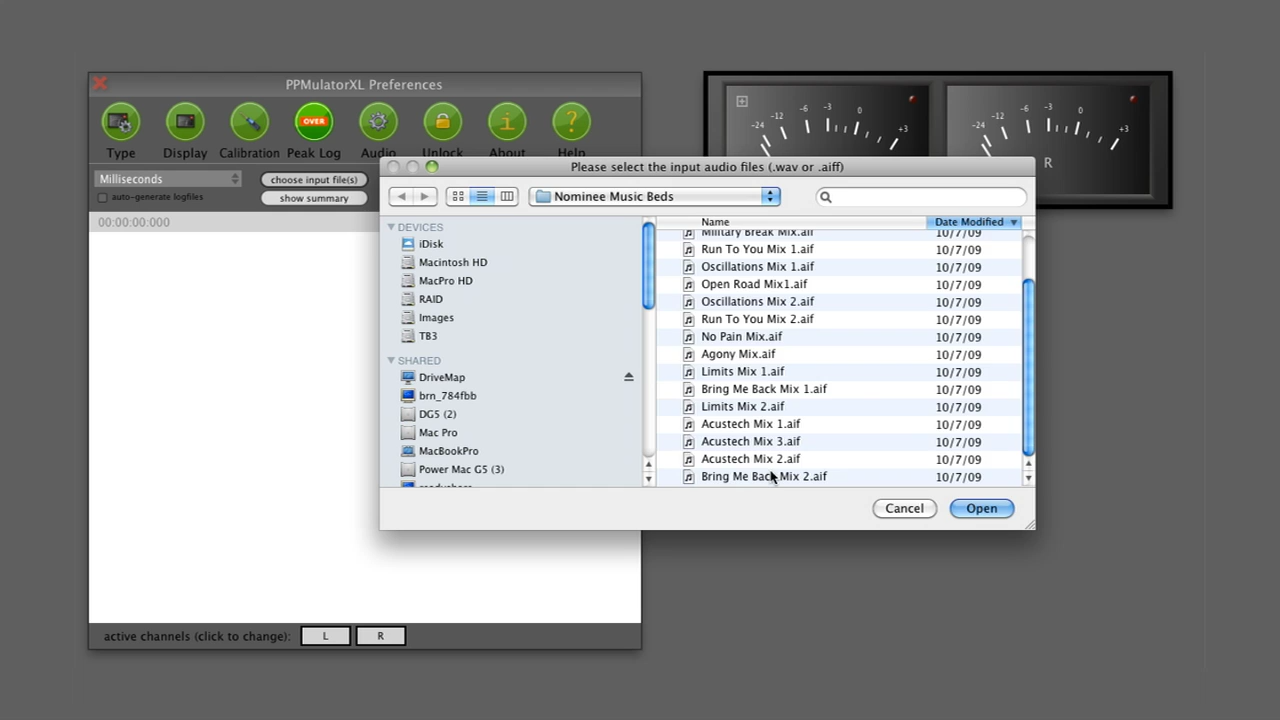 PPMulatorXL Preferences
OVER
Type Display Calibration Peak Log Audio Unlock About Help
Milliseconds
choose input file(s)
auto-generate logfiles
show summary
00:00:00:000
-24 -12 -6 -3 0 +3
-24 -12 -6 -3 0 +3
R
Please select the input audio files (.wav or .aiff)
Nominee Music Beds
DEVICES
iDisk
Macintosh HD
MacPro HD
RAID
Images
TB3
SHARED
DriveMap
brn_784fbb
DG5 (2)
Mac Pro
MacBookPro
Power Mac G5 (3)
Name Date Modified
Military Break Mix.aif 10/7/09
Run To You Mix 1.aif 10/7/09
Oscillations Mix 1.aif 10/7/09
Open Road Mix1.aif 10/7/09
Oscillations Mix 2.aif 10/7/09
Run To You Mix 2.aif 10/7/09
No Pain Mix.aif 10/7/09
Agony Mix.aif 10/7/09
Limits Mix 1.aif 10/7/09
Bring Me Back Mix 1.aif 10/7/09
Limits Mix 2.aif 10/7/09
Acustech Mix 1.aif 10/7/09
Acustech Mix 3.aif 10/7/09
Acustech Mix 2.aif 10/7/09
Bring Me Back Mix 2.aif 10/7/09
Cancel Open
active channels (click to change): L R